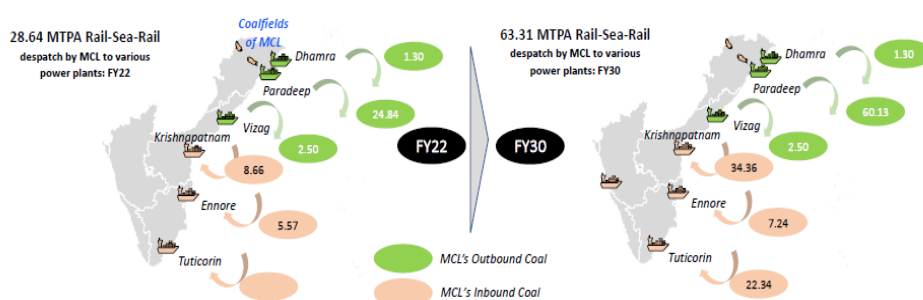 28.64 MTPA Rail-Sea-Rail
despatch by MCL to various
power plants: FY22
Coalfields
of MCL
Dhamra
1.30
Paradeep
24.84
Vizag
2.50
Krishnapatnam
8.66
Ennore
5.57
Tuticorin
FY22
FY30
63.31 MTPA Rail-Sea-Rail
despatch by MCL to various
power plants: FY30
Dhamra
1.30
Paradeep
60.13
Vizag
2.50
Krishnapatnam
34.36
Ennore
7.24
Tuticorin
22.34
MCL's Outbound Coal
MCL's Inbound Coal